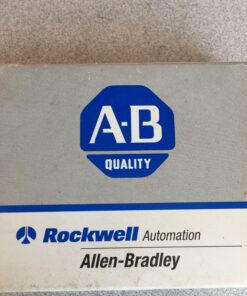 A-B
QUALITY
Rockwell Automation
Allen-Bradley